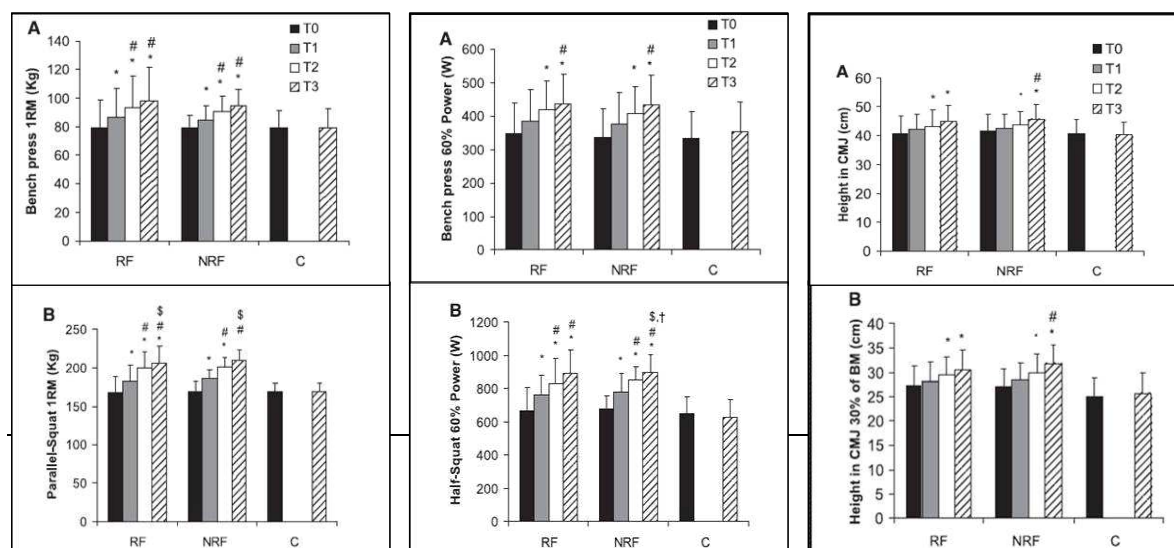 A
Bench press 1RM (Kg)
140
120
100
80
60
40
20
0
T0
T1
T2
T3
* # * # *
* # * # *
RF NRF C
B
Parallel-Squat 1RM (Kg)
250
200
150
100
50
0
* # * $ # *
* # * $ # *
RF NRF C
A
Bench press 60% Power (W)
600
400
200
0
T0
T1
T2
T3
* # *
* # *
RF NRF C
B
Half-Squat 60% Power (W)
1200
1000
800
600
400
200
0
* # * # *
* # * $,† # *
RF NRF C
A
Height in CMJ (cm)
60
50
40
30
20
10
0
T0
T1
T2
T3
* *
* # *
RF NRF C
B
Height in CMJ 30% of BM (cm)
40
35
30
25
20
15
10
5
0
* *
* # *
RF NRF C